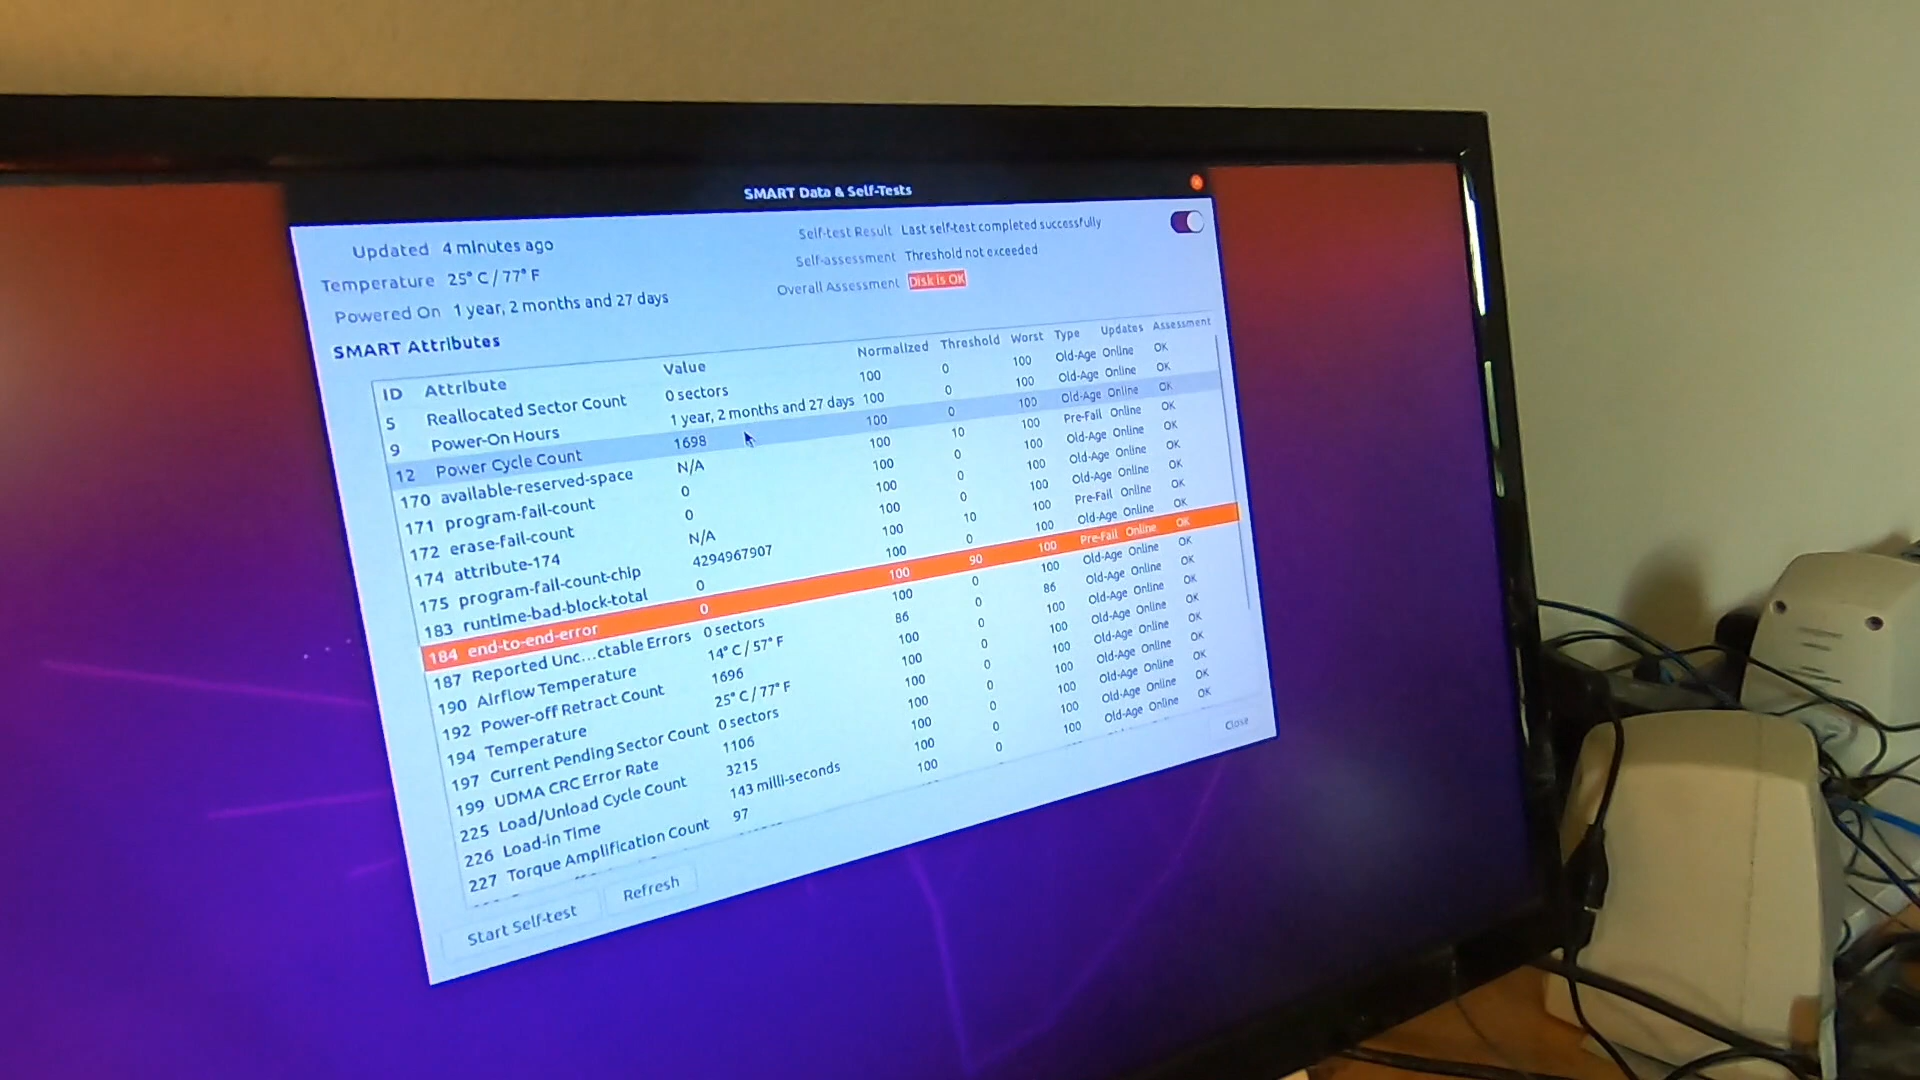 SMART Data & Self-Tests
Updated 4 minutes ago
Temperature 25° C / 77° F
Powered On 1 year, 2 months and 27 days
Self-test Result Last self-test completed successfully
Self-assessment Threshold not exceeded
Overall Assessment Disk is OK
SMART Attributes
ID Attribute Value Normalized Threshold Worst Type Updates Assessment
5 Reallocated Sector Count 0 sectors 100 0 100 Old-Age Online OK
9 Power-On Hours 1 year, 2 months and 27 days 100 0 100 Old-Age Online OK
12 Power Cycle Count 1698 100 0 100 Old-Age Online OK
170 available-reserved-space N/A 100 10 100 Pre-Fail Online OK
171 program-fail-count 0 100 0 100 Old-Age Online OK
172 erase-fail-count 0 100 0 100 Old-Age Online OK
174 attribute-174 N/A 100 0 100 Old-Age Online OK
175 program-fail-count-chip 4294967907 100 10 100 Pre-Fail Online OK
183 runtime-bad-block-total 0 100 0 100 Old-Age Online OK
184 end-to-end-error 0 100 90 100 Pre-Fail Online OK
187 Reported Unc...ctable Errors 0 sectors 100 0 100 Old-Age Online OK
190 Airflow Temperature 14° C / 57° F 86 0 86 Old-Age Online OK
192 Power-off Retract Count 1696 100 0 100 Old-Age Online OK
194 Temperature 25° C / 77° F 100 0 100 Old-Age Online OK
197 Current Pending Sector Count 0 sectors 100 0 100 Old-Age Online OK
199 UDMA CRC Error Rate 1106 100 0 100 Old-Age Online OK
225 Load/Unload Cycle Count 3215 100 0 100 Old-Age Online OK
226 Load-in Time 143 milli-seconds 100 0 100 Old-Age Online OK
227 Torque Amplification Count 97 100 0 100 Old-Age Online OK
Start Self-test Refresh Close